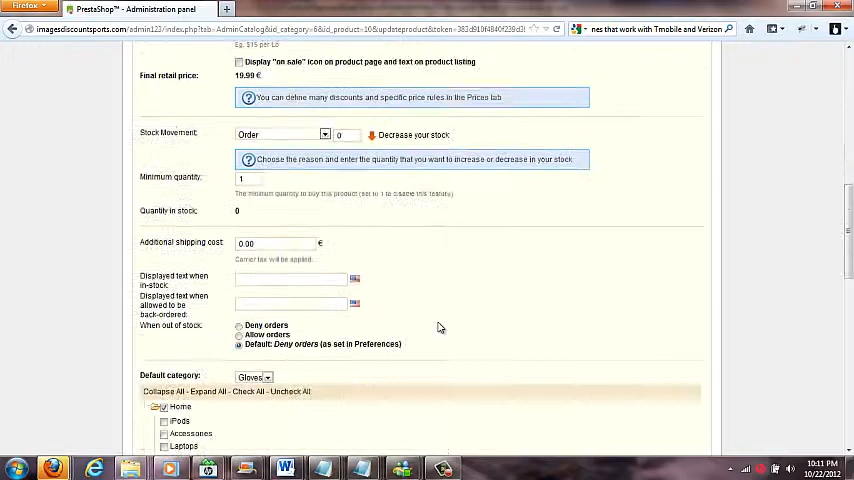 Firefox
PrestaShop™ - Administration panel
imagesdiscountsports.com/admin123/index.php?tab=AdminCatalog&id_category=6&id_product=10&updateproduct&token=383d910f4840f239d3
nes that work with Tmobile and Verizon
Eg. $15 per Lb
Display "on sale" icon on product page and text on product listing
Final retail price: 19.99 €
You can define many discounts and specific price rules in the Prices tab
Stock Movement: Order 0 Decrease your stock
Choose the reason and enter the quantity that you want to increase or decrease in your stock
Minimum quantity: 1
The minimum quantity to buy this product (set to 1 to disable this feature)
Quantity in stock: 0
Additional shipping cost: 0.00 €
Carrier tax will be applied.
Displayed text when
in-stock:
Displayed text when
allowed to be
back-ordered:
When out of stock: Deny orders
Allow orders
Default: Deny orders (as set in Preferences)
Default category: Gloves
Collapse All - Expand All - Check All - Uncheck All
Home
iPods
Accessories
Laptops
10:11 PM
10/22/2012